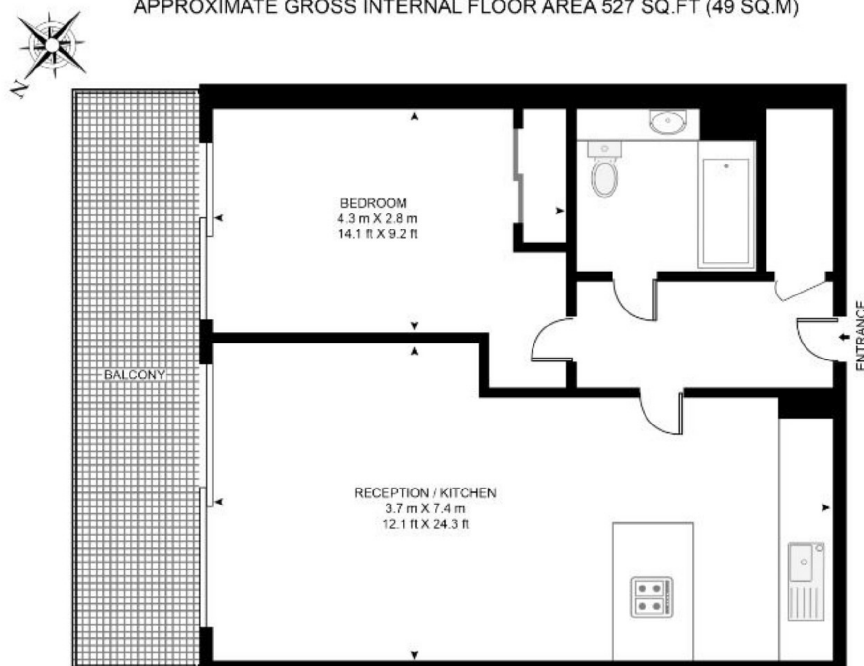 APPROXIMATE GROSS INTERNAL FLOOR AREA 527 SQ.FT (49 SQ.M)
N
BEDROOM
4.3 m X 2.8 m
14.1 ft X 9.2 ft
ENTRANCE
BALCONY
RECEPTION / KITCHEN
3.7 m X 7.4 m
12.1 ft X 24.3 ft